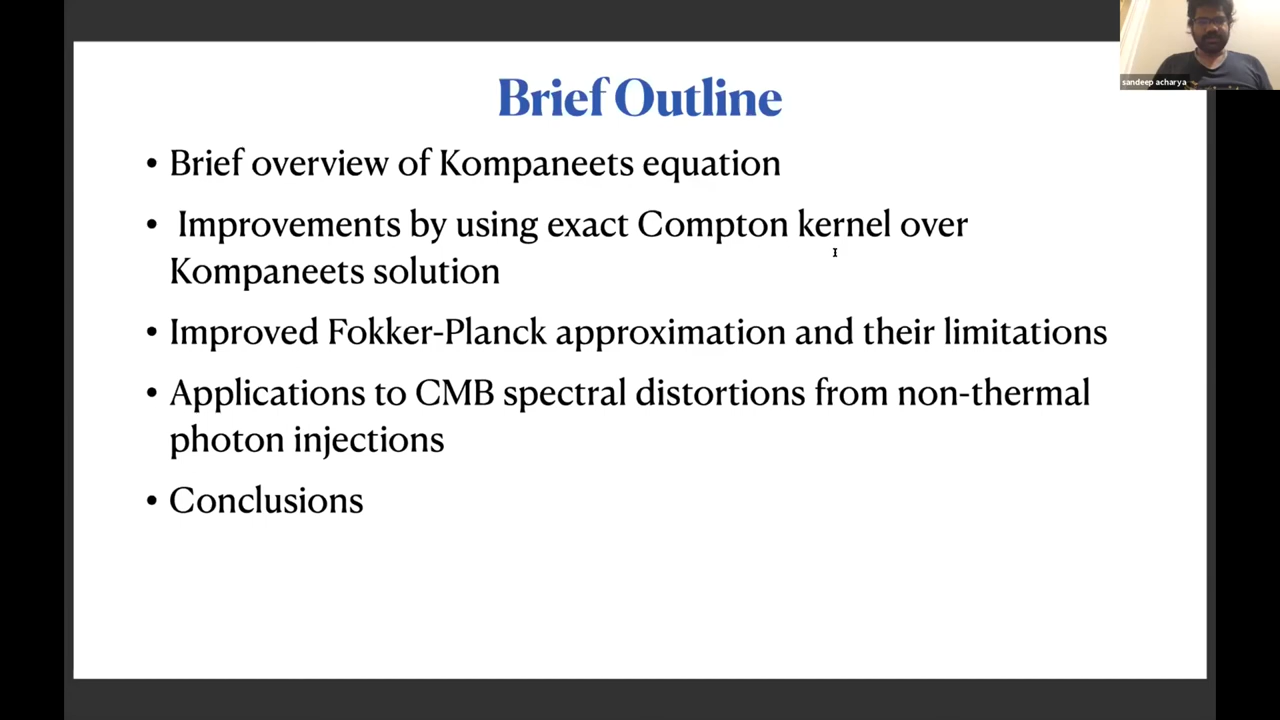 Brief Outline
• Brief overview of Kompaneets equation
• Improvements by using exact Compton kernel over
Kompaneets solution
• Improved Fokker-Planck approximation and their limitations
• Applications to CMB spectral distortions from non-thermal
photon injections
• Conclusions
sandeep acharya